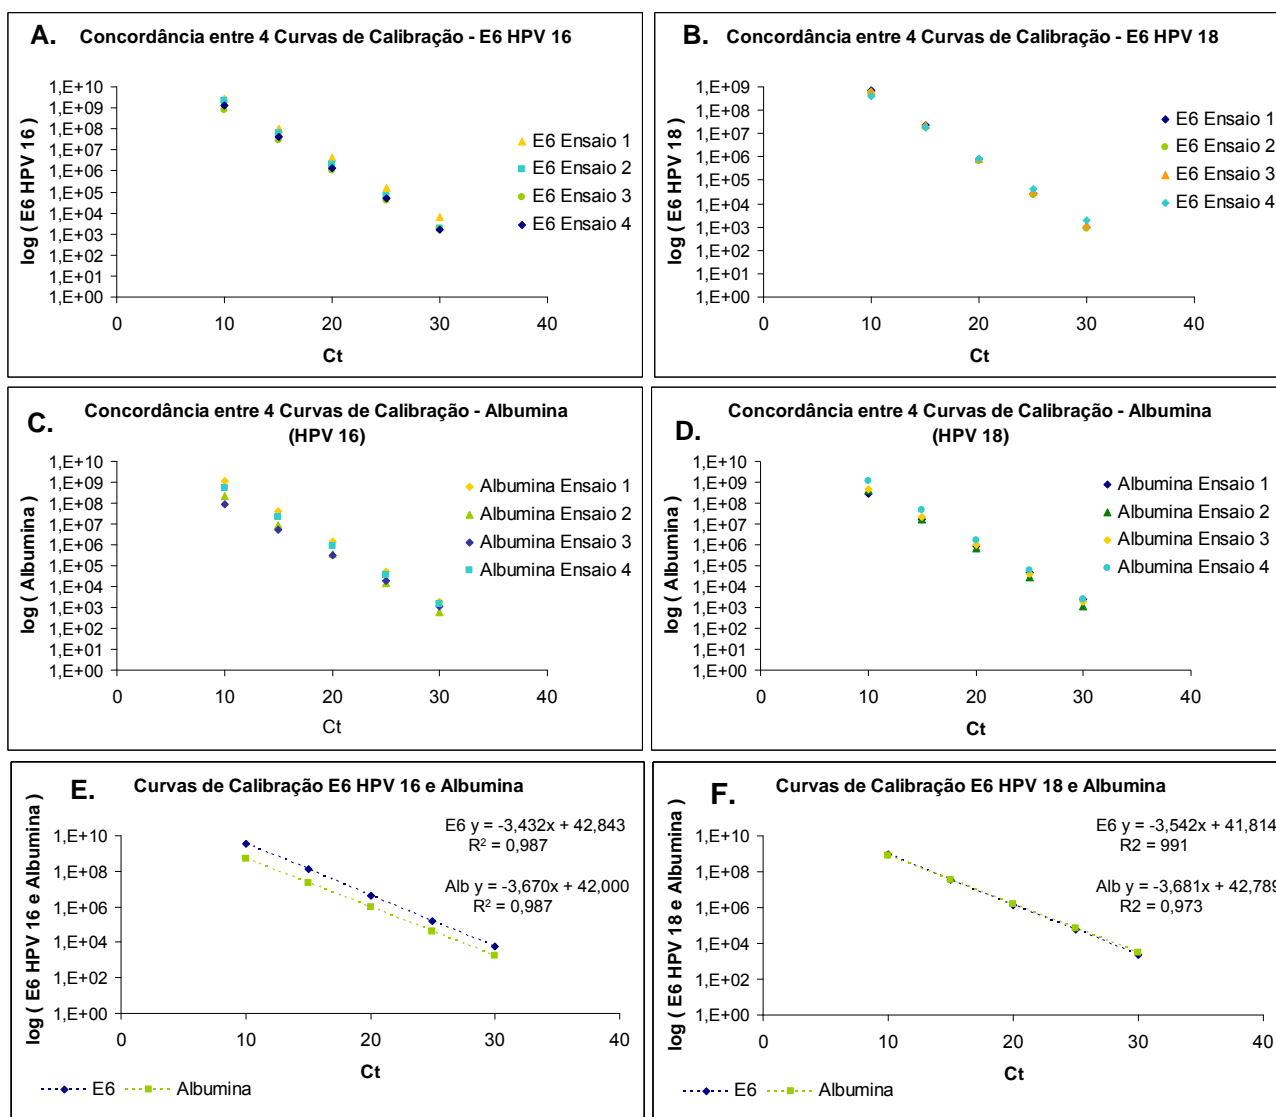 A. Concordância entre 4 Curvas de Calibração - E6 HPV 16
log ( E6 HPV 16 )
1,E+10
1,E+09
1,E+08
1,E+07
1,E+06
1,E+05
1,E+04
1,E+03
1,E+02
1,E+01
1,E+00
0 10 20 30 40
Ct
E6 Ensaio 1
E6 Ensaio 2
E6 Ensaio 3
E6 Ensaio 4
B. Concordância entre 4 Curvas de Calibração - E6 HPV 18
log ( E6 HPV 18 )
1,E+09
1,E+08
1,E+07
1,E+06
1,E+05
1,E+04
1,E+03
1,E+02
1,E+01
1,E+00
0 10 20 30 40
Ct
E6 Ensaio 1
E6 Ensaio 2
E6 Ensaio 3
E6 Ensaio 4
C. Concordância entre 4 Curvas de Calibração - Albumina
(HPV 16)
log ( Albumina )
1,E+10
1,E+09
1,E+08
1,E+07
1,E+06
1,E+05
1,E+04
1,E+03
1,E+02
1,E+01
1,E+00
0 10 20 30 40
Ct
Albumina Ensaio 1
Albumina Ensaio 2
Albumina Ensaio 3
Albumina Ensaio 4
D. Concordância entre 4 Curvas de Calibração - Albumina
(HPV 18)
log ( Albumina )
1,E+10
1,E+09
1,E+08
1,E+07
1,E+06
1,E+05
1,E+04
1,E+03
1,E+02
1,E+01
1,E+00
0 10 20 30 40
Ct
Albumina Ensaio 1
Albumina Ensaio 2
Albumina Ensaio 3
Albumina Ensaio 4
E. Curvas de Calibração E6 HPV 16 e Albumina
log ( E6 HPV 16 e Albumina )
1,E+10
1,E+08
1,E+06
1,E+04
1,E+02
1,E+00
0 10 20 30 40
Ct
E6 y = -3,432x + 42,843
R² = 0,987
Alb y = -3,670x + 42,000
R² = 0,987
E6 Albumina
F. Curvas de Calibração E6 HPV 18 e Albumina
log ( E6 HPV 18 e Albumina )
1,E+10
1,E+08
1,E+06
1,E+04
1,E+02
1,E+00
0 10 20 30 40
Ct
E6 y = -3,542x + 41,814
R2 = 991
Alb y = -3,681x + 42,789
R2 = 0,973
E6 Albumina